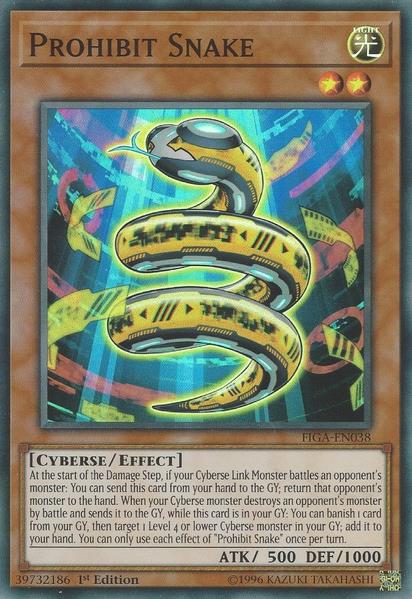 PROHIBIT SNAKE
LIGHT
光
FIGA-EN038
[CYBERSE/EFFECT]
At the start of the Damage Step, if your Cyberse Link Monster battles an opponent's
monster: You can send this card from your hand to the GY; return that opponent's
monster to the hand. When your Cyberse monster destroys an opponent's monster
by battle and sends it to the GY, while this card is in your GY: You can banish 1 card
from your GY, then target 1 Level 4 or lower Cyberse monster in your GY; add it to
your hand. You can only use each effect of "Prohibit Snake" once per turn.
ATK/ 500 DEF/1000
39732186 1st Edition ©1996 KAZUKI TAKAHASHI